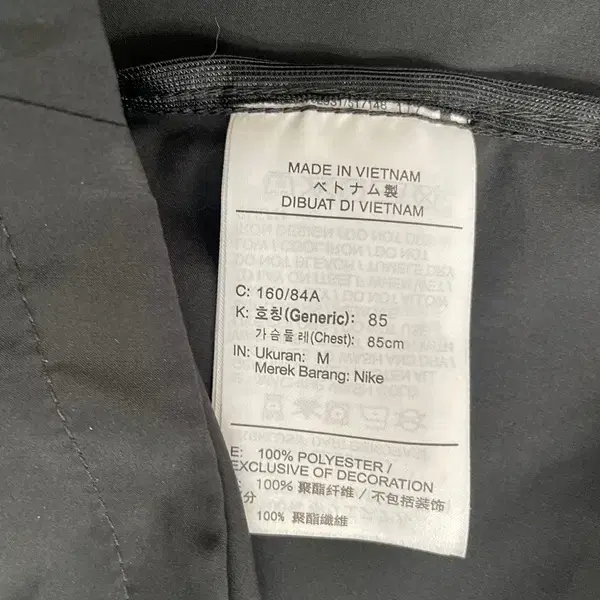 MADE IN VIETNAM
ベトナム製
DIBUAT DI VIETNAM
C: 160/84A
K: 호칭(Generic): 85
가슴둘레(Chest): 85cm
IN: Ukuran: M
Merek Barang: Nike
E: 100% POLYESTER /
EXCLUSIVE OF DECORATION
: 100% 聚酯纤维 / 不包括装饰
分
100% 聚酯纖維